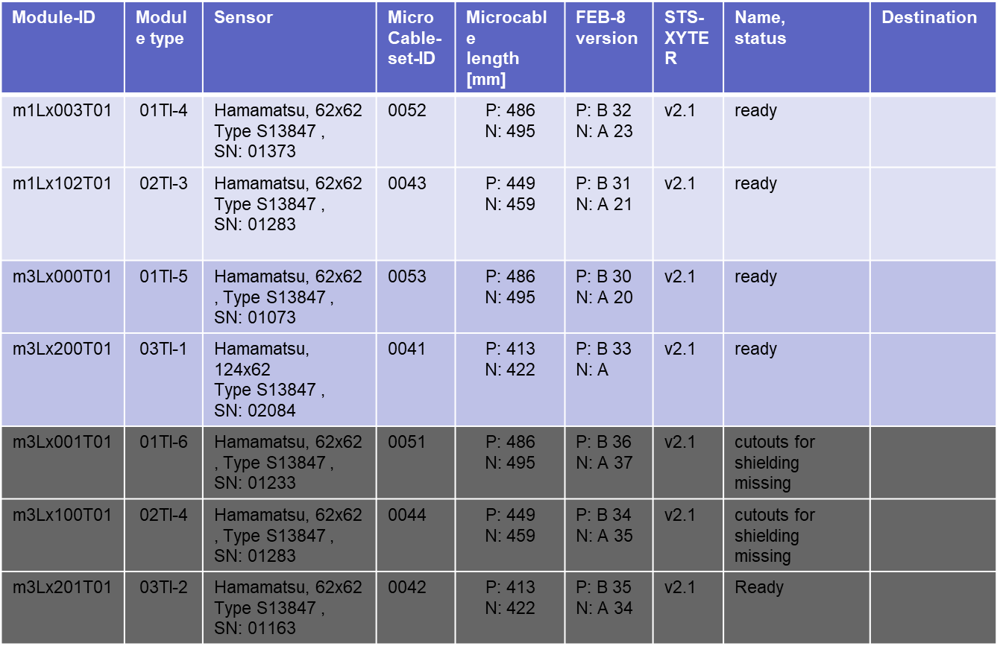 Module-ID
Modul
e type
Sensor
Micro
Cable-
set-ID
Microcabl
e
length
[mm]
FEB-8
version
STS-
XYTE
R
Name,
status
Destination
m1Lx003T01
01Tl-4
Hamamatsu, 62x62
Type S13847 ,
SN: 01373
0052
P: 486
N: 495
P: B 32
N: A 23
v2.1
ready
m1Lx102T01
02Tl-3
Hamamatsu, 62x62
Type S13847 ,
SN: 01283
0043
P: 449
N: 459
P: B 31
N: A 21
v2.1
ready
m3Lx000T01
01Tl-5
Hamamatsu, 62x62
, Type S13847 ,
SN: 01073
0053
P: 486
N: 495
P: B 30
N: A 20
v2.1
ready
m3Lx200T01
03Tl-1
Hamamatsu,
124x62
Type S13847 ,
SN: 02084
0041
P: 413
N: 422
P: B 33
N: A
v2.1
ready
m3Lx001T01
01Tl-6
Hamamatsu, 62x62
, Type S13847 ,
SN: 01233
0051
P: 486
N: 495
P: B 36
N: A 37
v2.1
cutouts for
shielding
missing
m3Lx100T01
02Tl-4
Hamamatsu, 62x62
, Type S13847 ,
SN: 01283
0044
P: 449
N: 459
P: B 34
N: A 35
v2.1
cutouts for
shielding
missing
m3Lx201T01
03Tl-2
Hamamatsu, 62x62
Type S13847 ,
SN: 01163
0042
P: 413
N: 422
P: B 35
N: A 34
v2.1
Ready